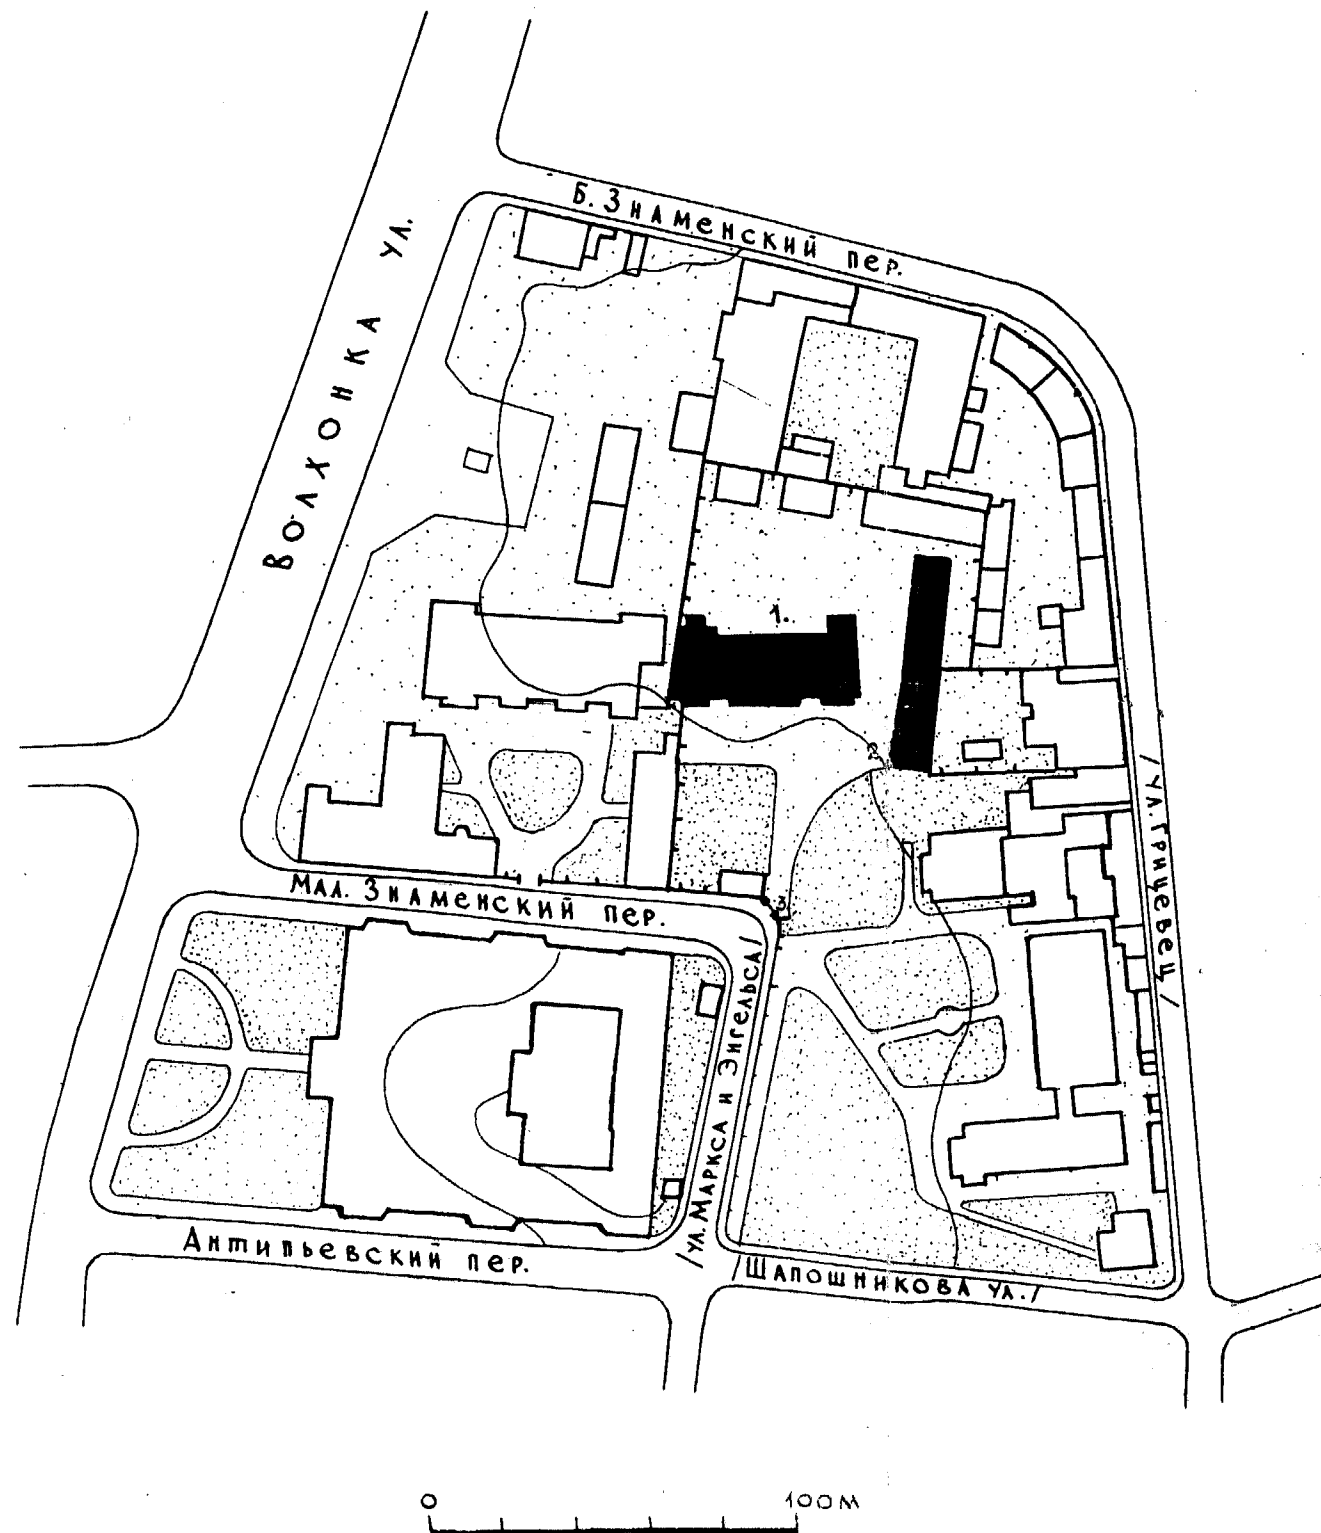 Б. Знаменский пер.
Волхонка ул.
1.
2
/ул. Грицевец/
Мал. Знаменский пер.
3
/ул. Маркса и Энгельса/
Антипьевский пер.
/Шапошникова ул./
0 100 м